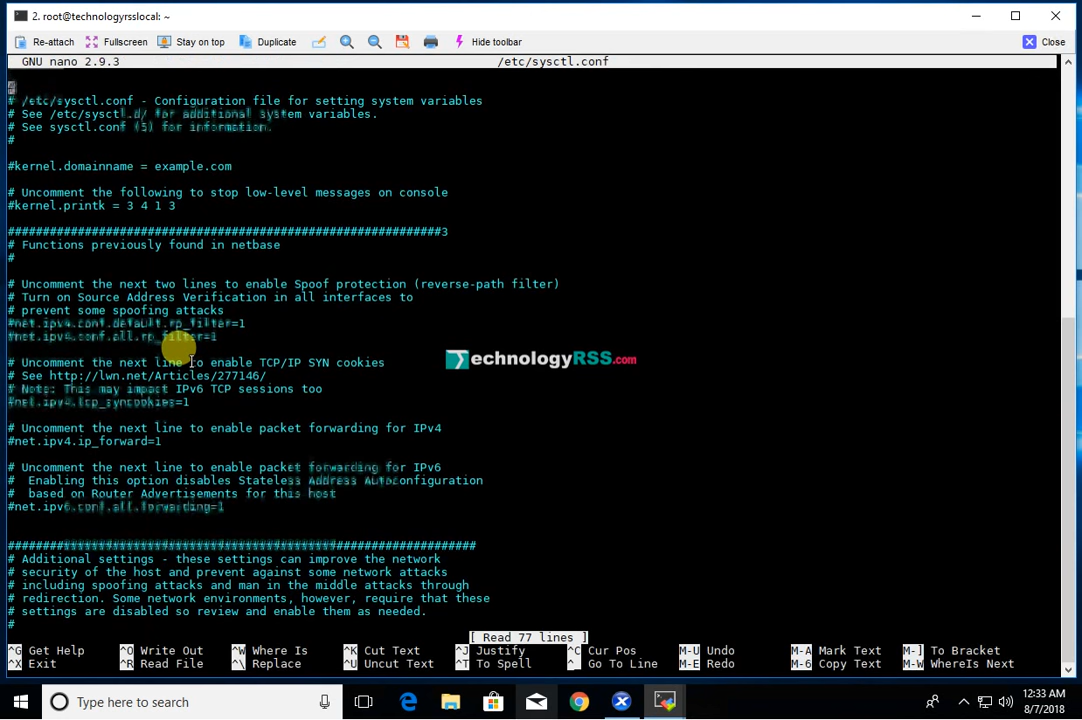 2. root@technologyrsslocal: ~
Re-attach Fullscreen Stay on top Duplicate Hide toolbar Close
GNU nano 2.9.3 /etc/sysctl.conf
#
# /etc/sysctl.conf - Configuration file for setting system variables
# See /etc/sysctl.d/ for additional system variables.
# See sysctl.conf (5) for information.
#
#kernel.domainname = example.com
# Uncomment the following to stop low-level messages on console
#kernel.printk = 3 4 1 3
##############################################################3
# Functions previously found in netbase
#
# Uncomment the next two lines to enable Spoof protection (reverse-path filter)
# Turn on Source Address Verification in all interfaces to
# prevent some spoofing attacks
#net.ipv4.conf.default.rp_filter=1
#net.ipv4.conf.all.rp_filter=1
# Uncomment the next line to enable TCP/IP SYN cookies
# See http://lwn.net/Articles/277146/
# Note: This may impact IPv6 TCP sessions too
#net.ipv4.tcp_syncookies=1
TechnologyRSS.com
# Uncomment the next line to enable packet forwarding for IPv4
#net.ipv4.ip_forward=1
# Uncomment the next line to enable packet forwarding for IPv6
#  Enabling this option disables Stateless Address Autoconfiguration
#  based on Router Advertisements for this host
#net.ipv6.conf.all.forwarding=1
###################################################################
# Additional settings - these settings can improve the network
# security of the host and prevent against some network attacks
# including spoofing attacks and man in the middle attacks through
# redirection. Some network environments, however, require that these
# settings are disabled so review and enable them as needed.
#
[ Read 77 lines ]
^G Get Help ^O Write Out ^W Where Is ^K Cut Text ^J Justify ^C Cur Pos M-U Undo M-A Mark Text M-] To Bracket
^X Exit ^R Read File ^\ Replace ^U Uncut Text ^T To Spell ^_ Go To Line M-E Redo M-6 Copy Text M-W WhereIs Next
Type here to search
12:33 AM
8/7/2018